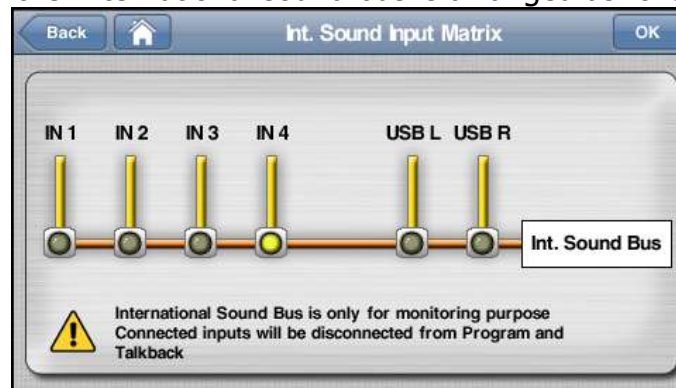 Back
Int. Sound Input Matrix
OK
IN 1 IN 2 IN 3 IN 4 USB L USB R
Int. Sound Bus
International Sound Bus is only for monitoring purpose
Connected inputs will be disconnected from Program and
Talkback